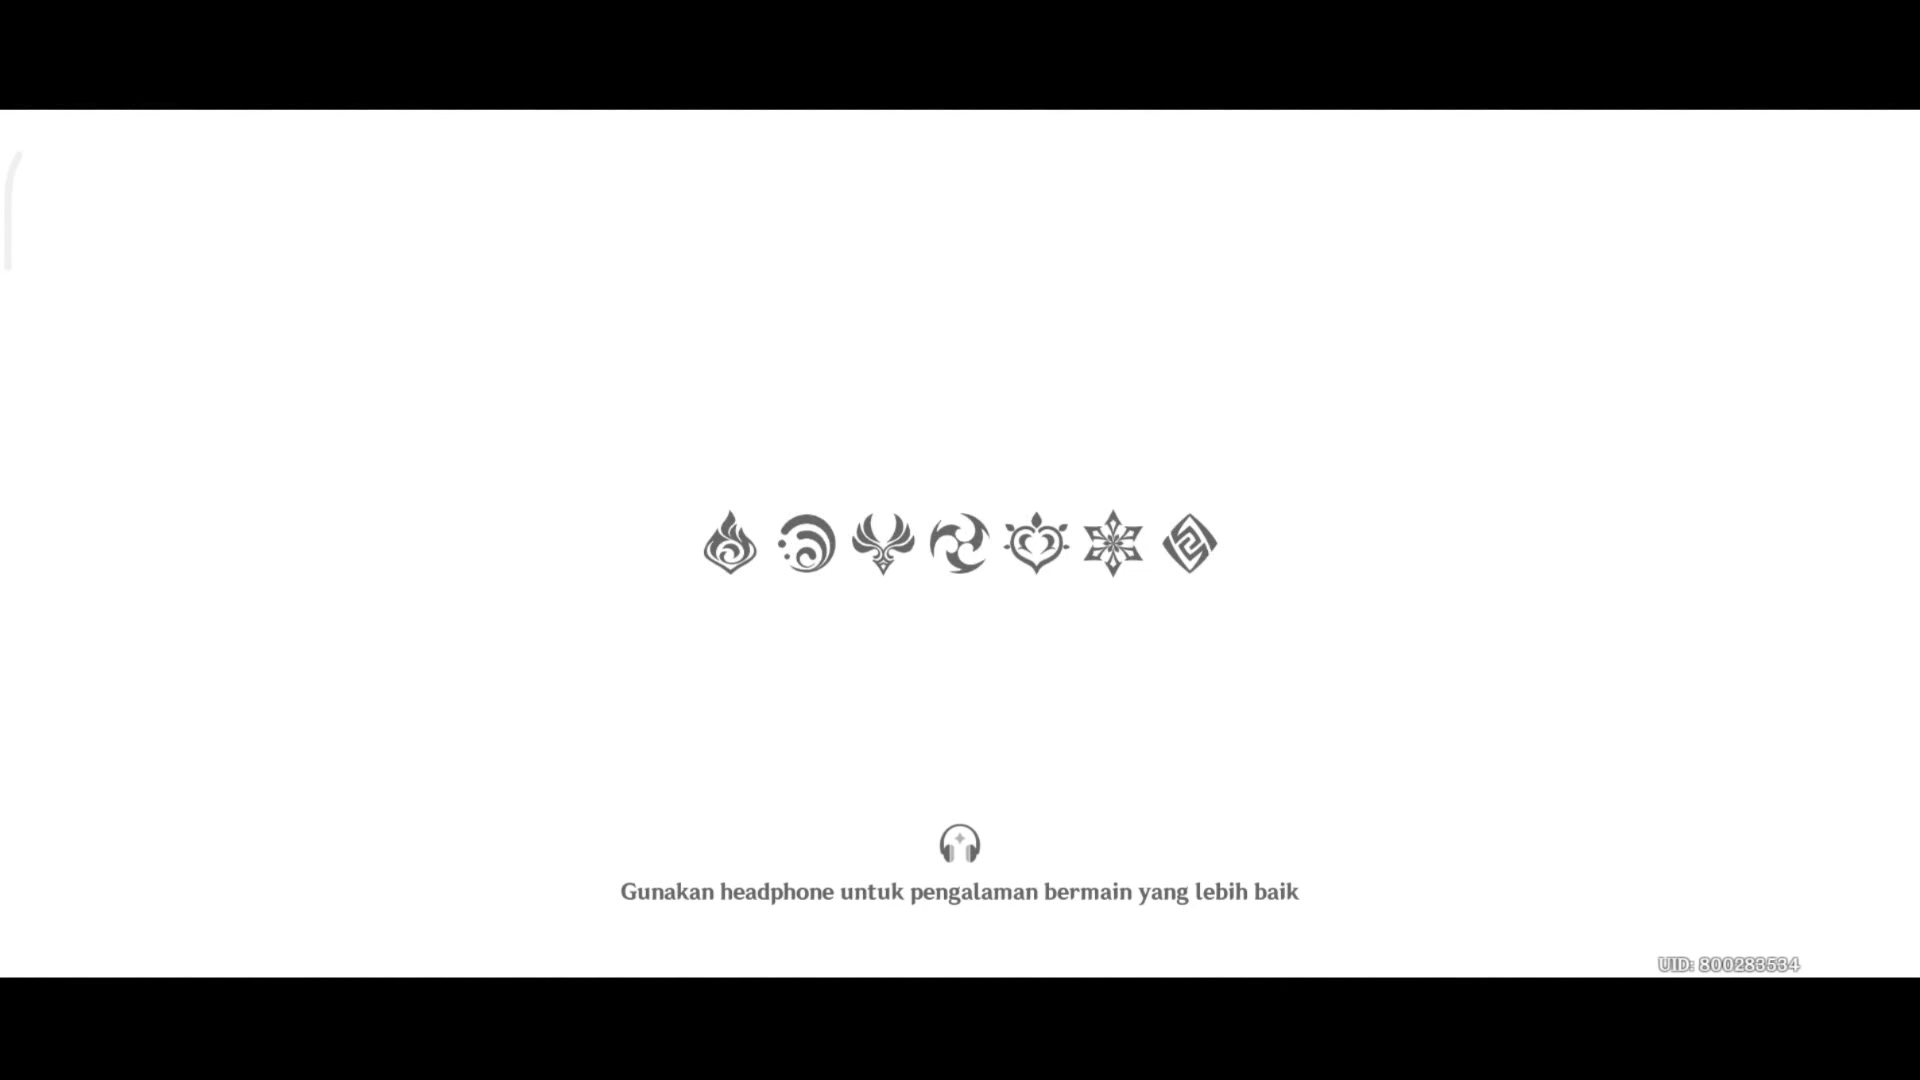 Gunakan headphone untuk pengalaman bermain yang lebih baik
UID: 800283534